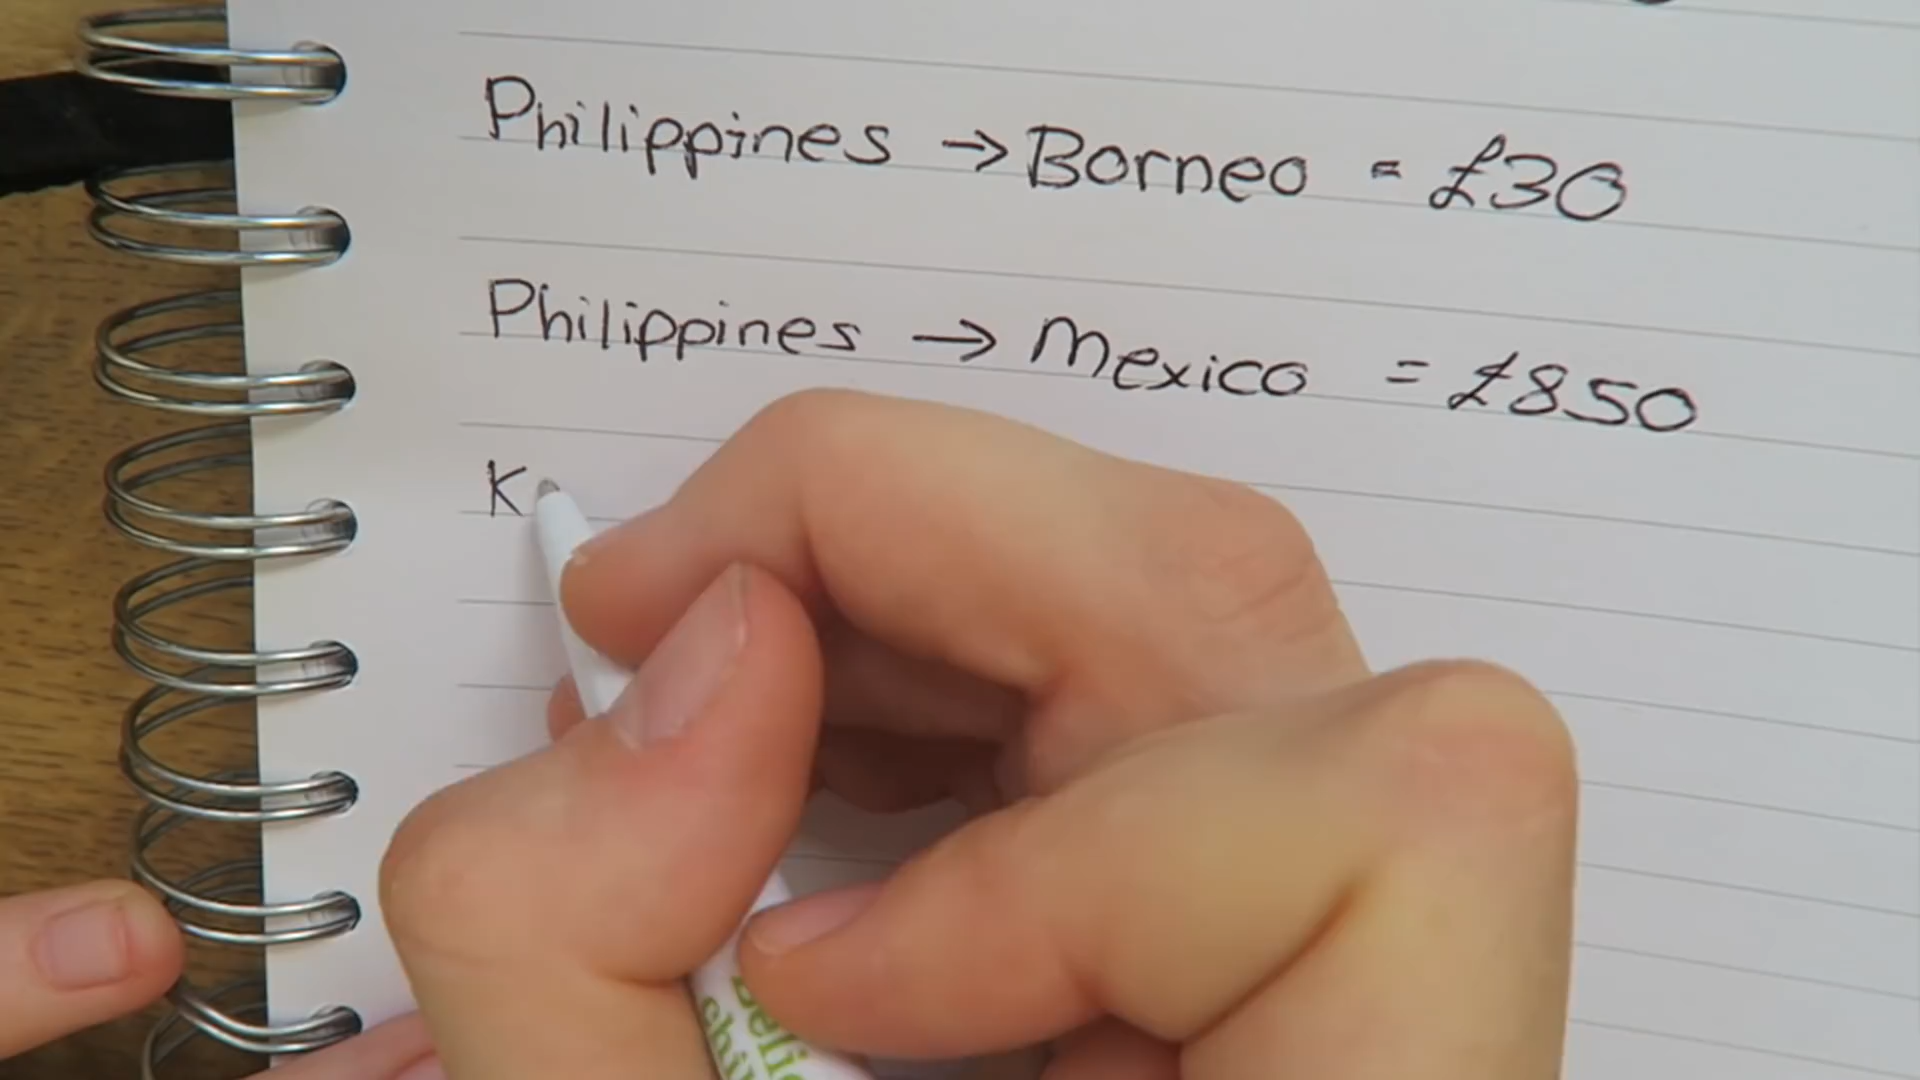 Philippines → Borneo = £30
Philippines → Mexico = £850
K